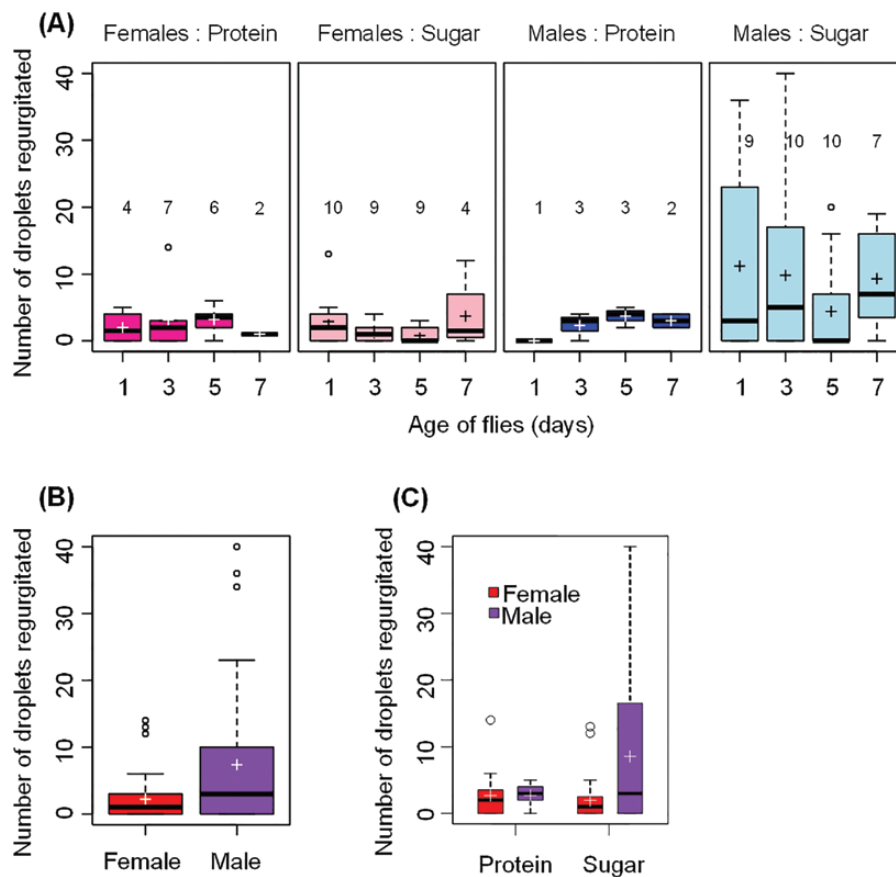 (A)
Females : Protein Females : Sugar Males : Protein Males : Sugar
Number of droplets regurgitated
40
30
20
10
0
4 7 6 2
10 9 9 4
1 3 3 2
9 10 10 7
1 3 5 7 1 3 5 7 1 3 5 7 1 3 5 7
Age of flies (days)
(B)
Number of droplets regurgitated
40
30
20
10
0
Female Male
(C)
Number of droplets regurgitated
40
30
20
10
0
Female
Male
Protein Sugar